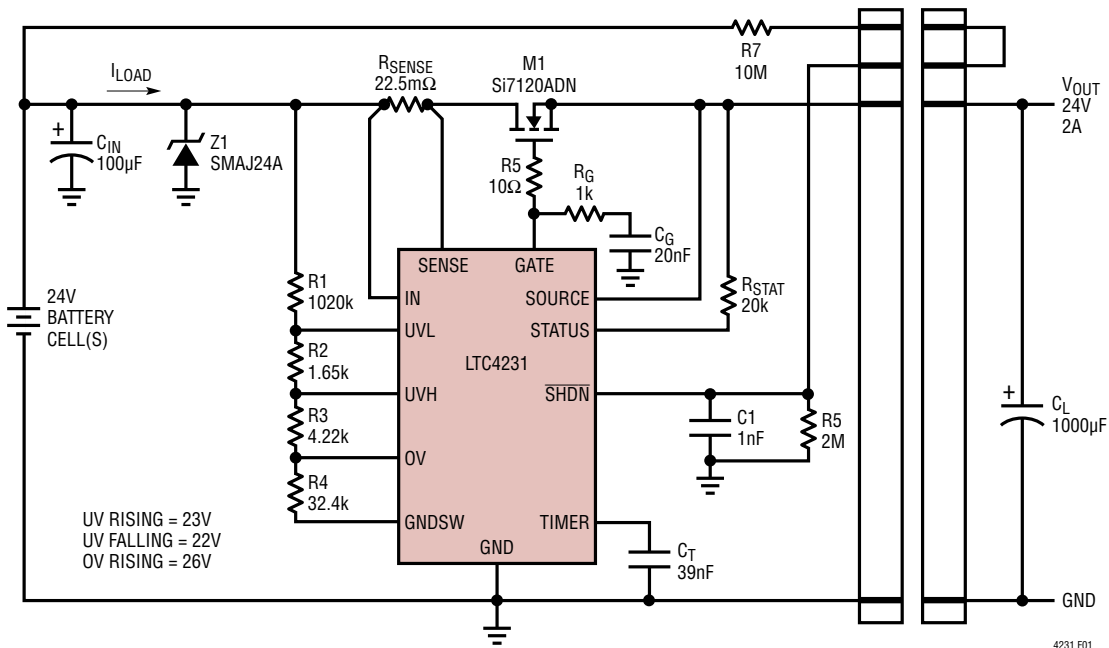 R7
10M
I_LOAD
R_SENSE
22.5mΩ
M1
Si7120ADN
V_OUT
24V
2A
+
C_IN
100µF
Z1
SMAJ24A
R5
10Ω
R_G
1k
C_G
20nF
SENSE
GATE
R1
1020k
IN
SOURCE
R_STAT
20k
24V
BATTERY
CELL(S)
UVL
STATUS
R2
1.65k
LTC4231
UVH
SHDN
R3
4.22k
C1
1nF
R5
2M
+
C_L
1000µF
OV
R4
32.4k
GNDSW
TIMER
UV RISING = 23V
UV FALLING = 22V
OV RISING = 26V
GND
C_T
39nF
GND
4231 F01